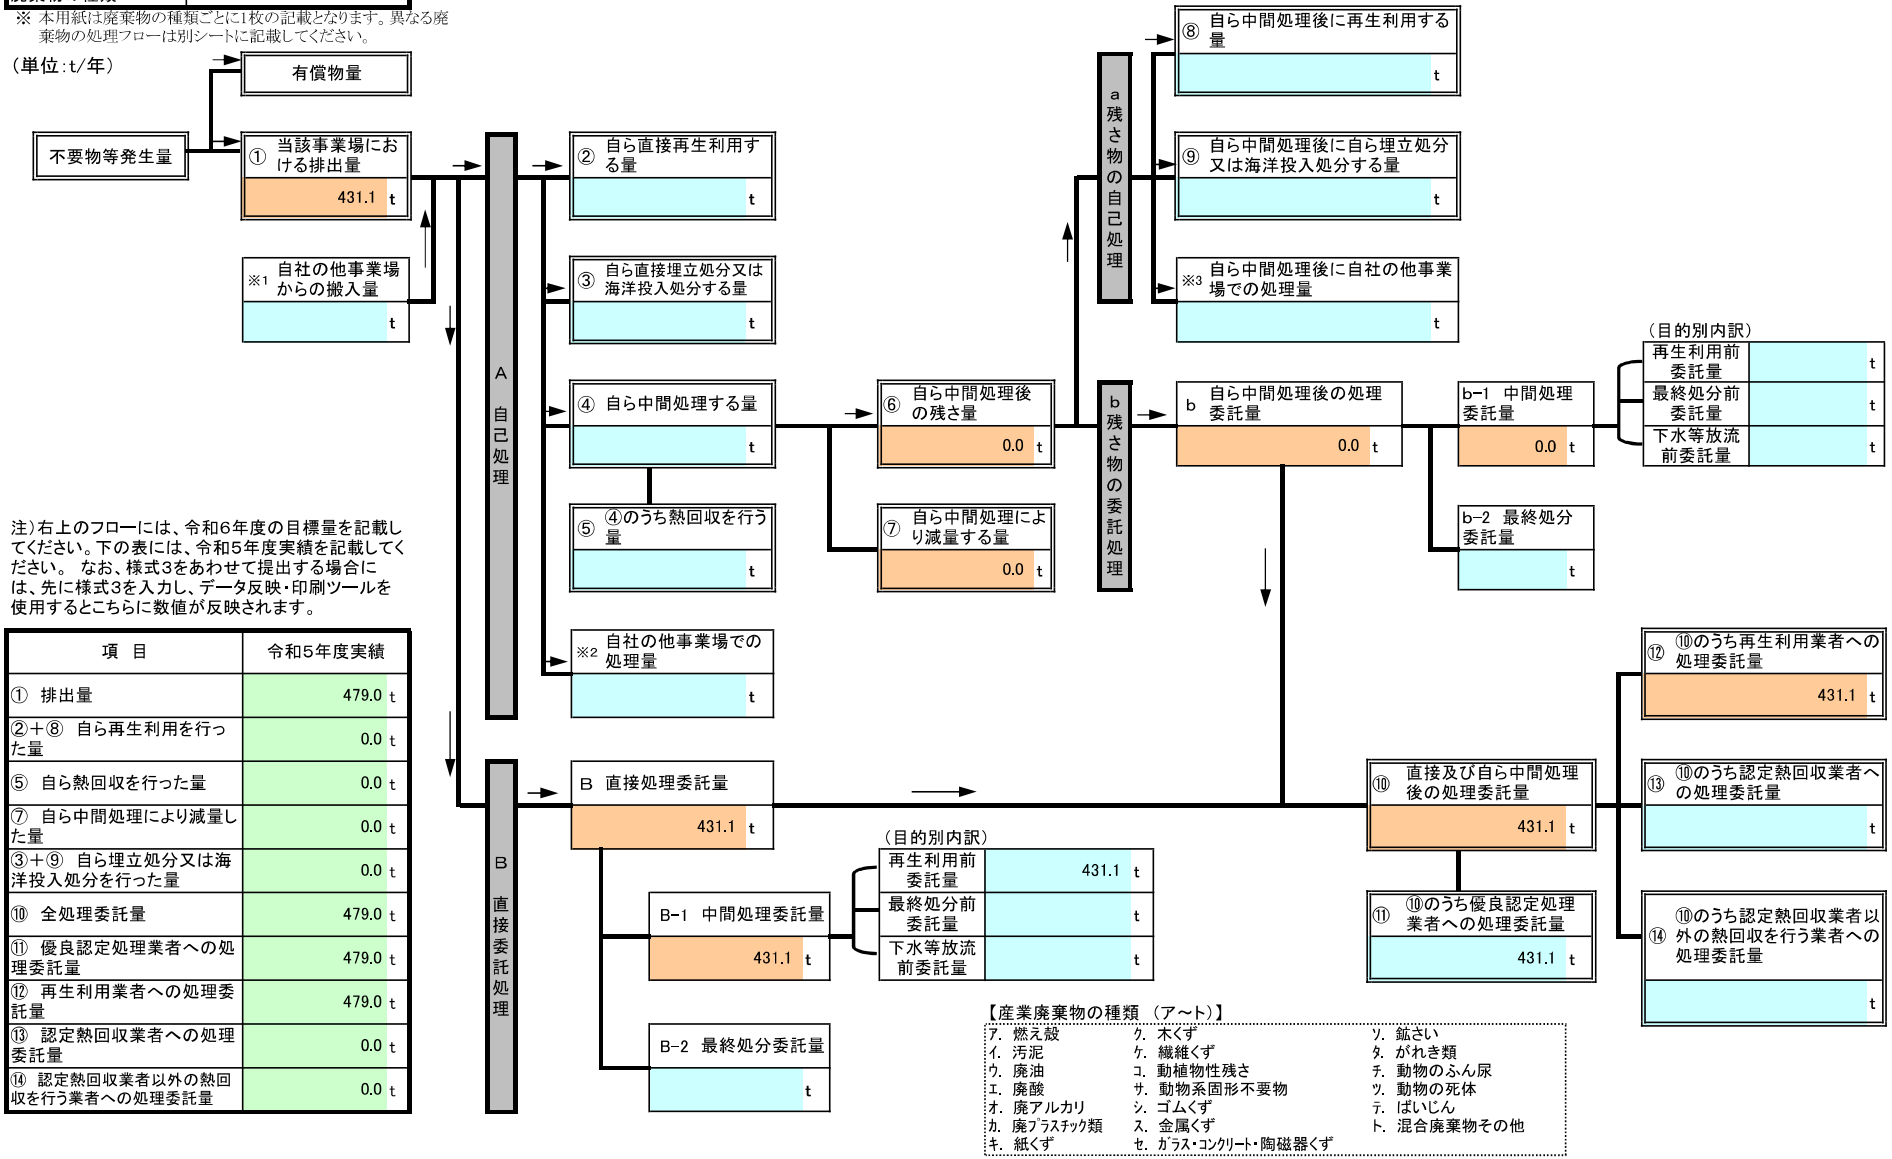 ※ 本用紙は廃棄物の種類ごとに1枚の記載となります。異なる廃
棄物の処理フローは別シートに記載してください。
(単位:t/年)
有償物量
不要物等発生量
① 当該事業場にお
ける排出量
431.1 t
※1 自社の他事業場
からの搬入量
t
A 自己処理
② 自ら直接再生利用す
る量
t
③ 自ら直接埋立処分又は
海洋投入処分する量
t
④ 自ら中間処理する量
t
⑤ ④のうち熱回収を行う
量
t
※2 自社の他事業場での
処理量
t
⑥ 自ら中間処理後
の残さ量
0.0 t
⑦ 自ら中間処理によ
り減量する量
0.0 t
a 残さ物の自己処理
⑧ 自ら中間処理後に再生利用する
量
t
⑨ 自ら中間処理後に自ら埋立処分
又は海洋投入処分する量
t
※3 自ら中間処理後に自社の他事業
場での処理量
t
b 残さ物の委託処理
b 自ら中間処理後の処理
委託量
0.0 t
b-1 中間処理
委託量
0.0 t
(目的別内訳)
再生利用前
委託量
t
最終処分前
委託量
t
下水等放流
前委託量
t
b-2 最終処分
委託量
t
注)右上のフローには、令和6年度の目標量を記載し
てください。下の表には、令和5年度実績を記載してく
ださい。 なお、様式3をあわせて提出する場合に
は、先に様式3を入力し、データ反映・印刷ツールを
使用するとこちらに数値が反映されます。
項 目 令和5年度実績
① 排出量 479.0 t
②+⑧ 自ら再生利用を行っ
た量 0.0 t
⑤ 自ら熱回収を行った量 0.0 t
⑦ 自ら中間処理により減量し
た量 0.0 t
③+⑨ 自ら埋立処分又は海
洋投入処分を行った量 0.0 t
⑩ 全処理委託量 479.0 t
⑪ 優良認定処理業者への処
理委託量 479.0 t
⑫ 再生利用業者への処理委
託量 479.0 t
⑬ 認定熱回収業者への処理
委託量 0.0 t
⑭ 認定熱回収業者以外の熱回
収を行う業者への処理委託量 0.0 t
B 直接委託処理
B 直接処理委託量
431.1 t
B-1 中間処理委託量
431.1 t
(目的別内訳)
再生利用前
委託量
431.1 t
最終処分前
委託量
t
下水等放流
前委託量
t
B-2 最終処分委託量
t
⑩ 直接及び自ら中間処理
後の処理委託量
431.1 t
⑪ ⑩のうち優良認定処理
業者への処理委託量
431.1 t
⑫ ⑩のうち再生利用業者への
処理委託量
431.1 t
⑬ ⑩のうち認定熱回収業者へ
の処理委託量
t
⑭ ⑩のうち認定熱回収業者以
外の熱回収を行う業者への
処理委託量
t
【産業廃棄物の種類 (ア~ト)】
ア. 燃え殻 ク. 木くず ソ. 鉱さい
イ. 汚泥 ケ. 繊維くず タ. がれき類
ウ. 廃油 コ. 動植物性残さ チ. 動物のふん尿
エ. 廃酸 サ. 動物系固形不要物 ツ. 動物の死体
オ. 廃アルカリ シ. ゴムくず テ. ばいじん
カ. 廃プラスチック類 ス. 金属くず ト. 混合廃棄物その他
キ. 紙くず セ. ガラス・コンクリート・陶磁器くず